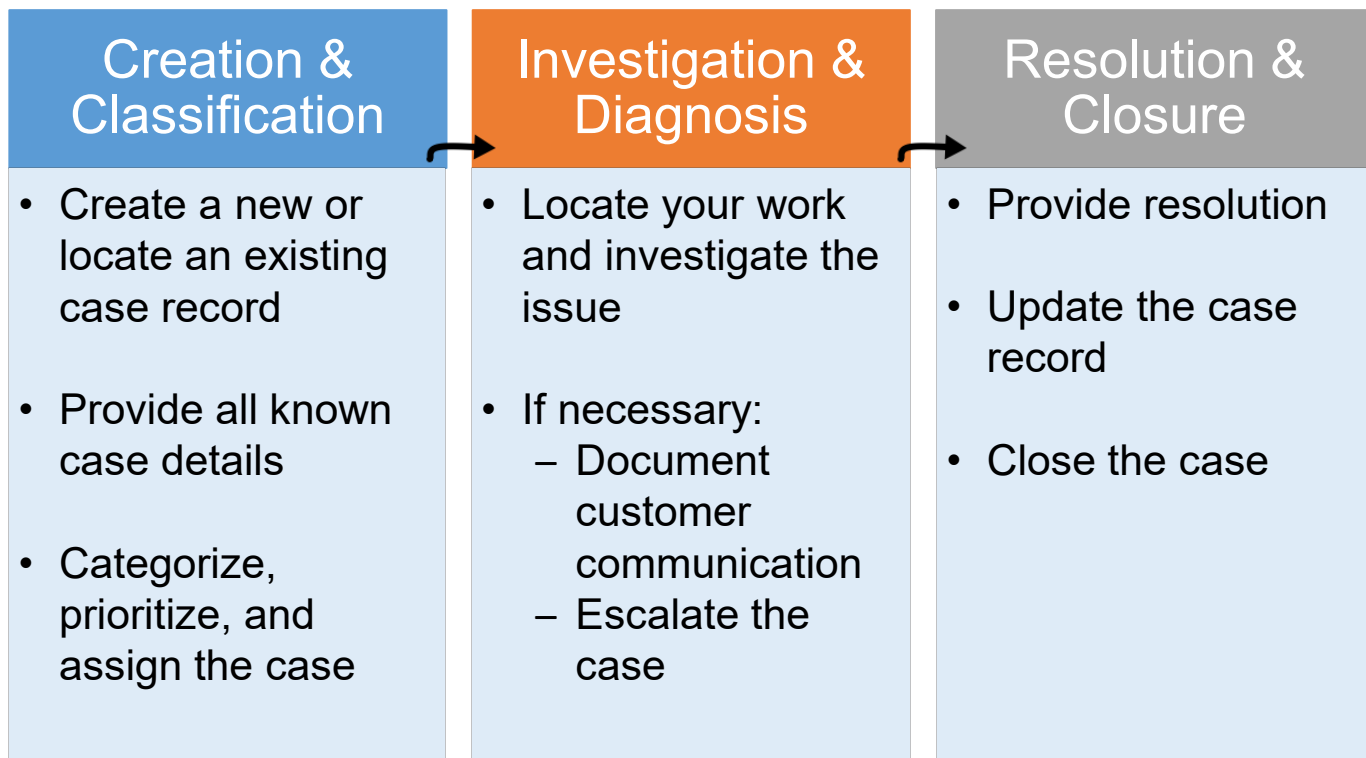 Creation &
Classification
• Create a new or
locate an existing
case record
• Provide all known
case details
• Categorize,
prioritize, and
assign the case
Investigation &
Diagnosis
• Locate your work
and investigate the
issue
• If necessary:
– Document
customer
communication
– Escalate the
case
Resolution &
Closure
• Provide resolution
• Update the case
record
• Close the case